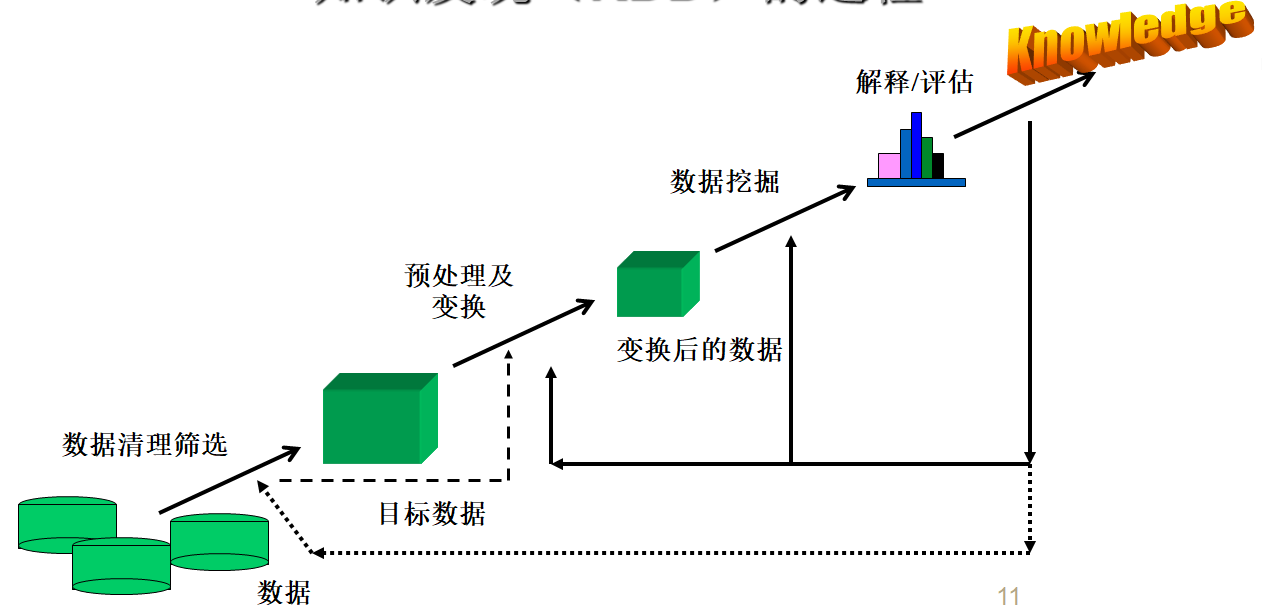 Knowledge
解释/评估
数据挖掘
预处理及
变换
变换后的数据
数据清理筛选
目标数据
数据
11